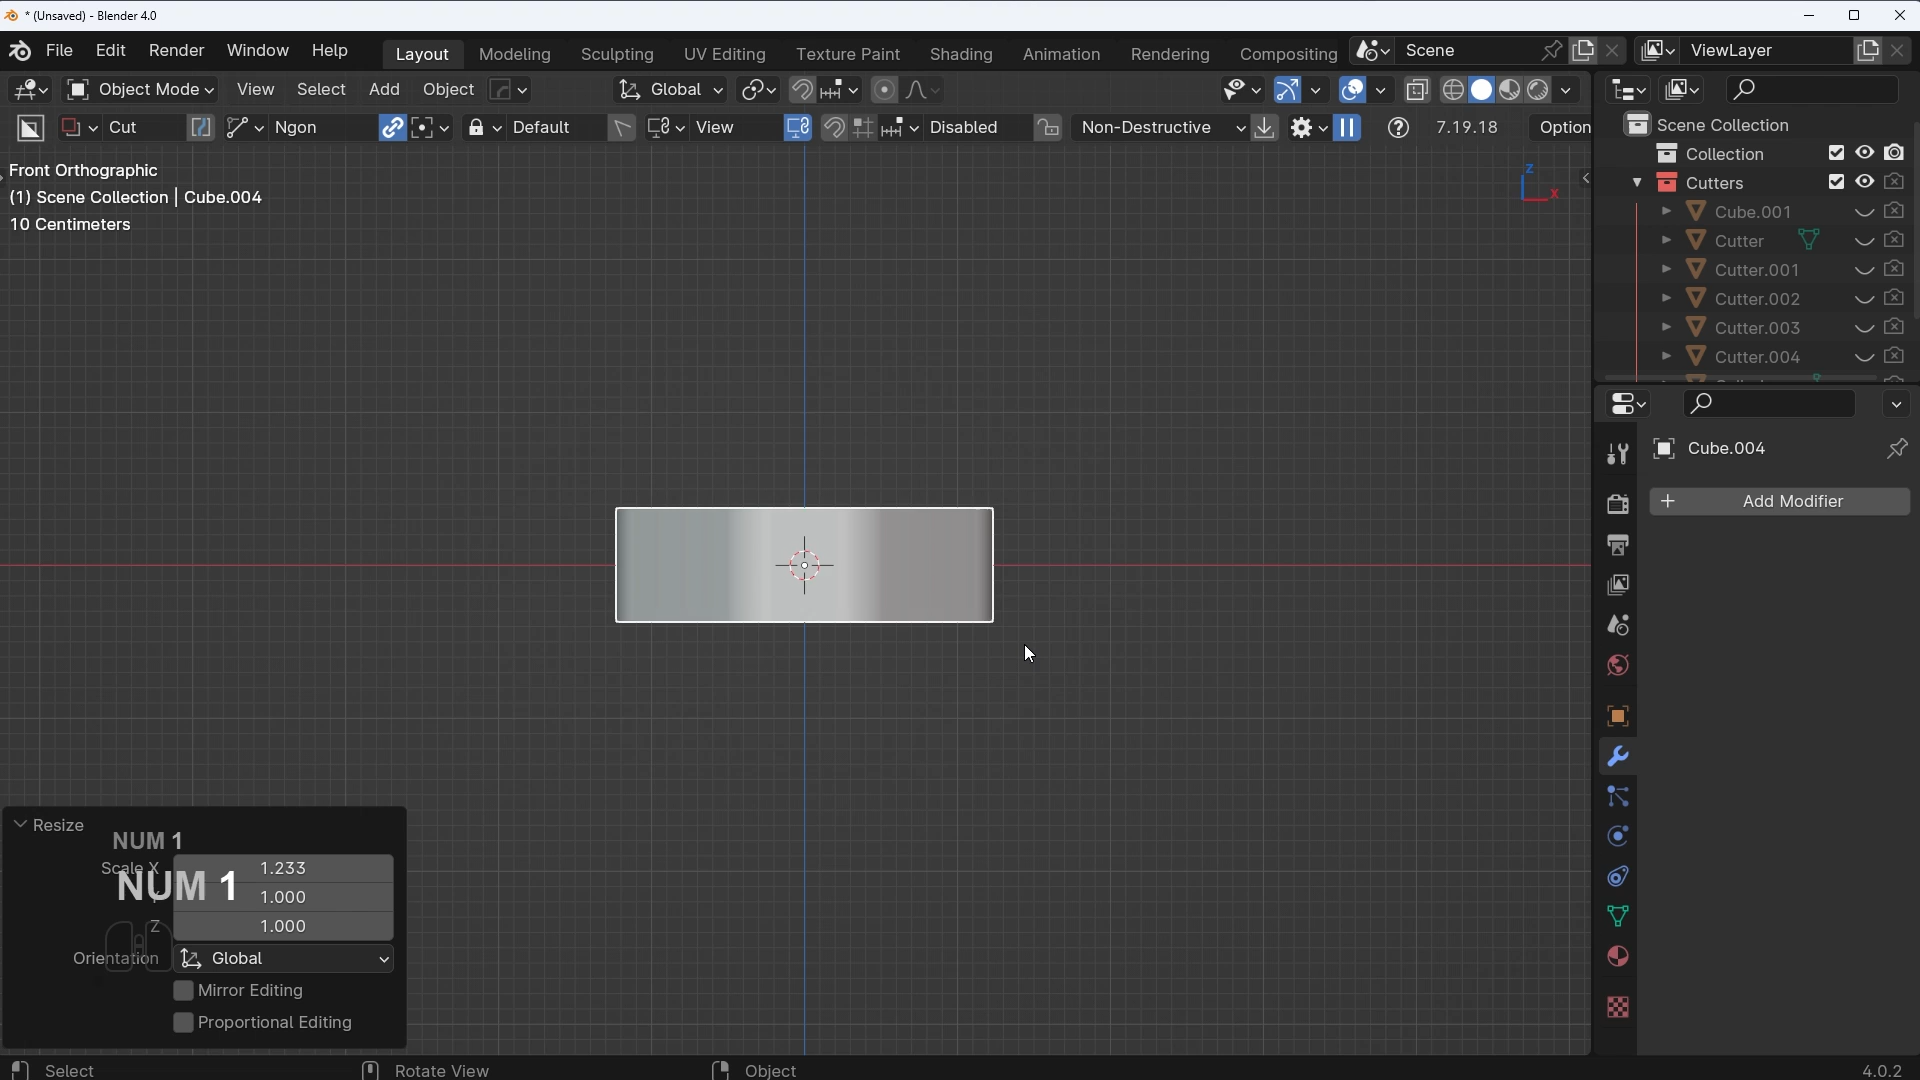 * (Unsaved) - Blender 4.0
File Edit Render Window Help Layout Modeling Sculpting UV Editing Texture Paint Shading Animation Rendering Compositing Scene ViewLayer
Object Mode View Select Add Object Global
Cut Ngon Default View Disabled Non-Destructive 7.19.18 Option
Front Orthographic
(1) Scene Collection | Cube.004
10 Centimeters
Z
X
Scene Collection
Collection
Cutters
Cube.001
Cutter
Cutter.001
Cutter.002
Cutter.003
Cutter.004
Cube.004
Add Modifier
Resize
NUM 1
Scale X 1.233
NUM 1
Y 1.000
Z 1.000
Orientation Global
Mirror Editing
Proportional Editing
Select Rotate View Object 4.0.2